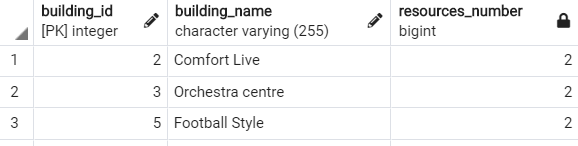 building_id building_name resources_number
[PK] integer character varying (255) bigint
1 2 Comfort Live 2
2 3 Orchestra centre 2
3 5 Football Style 2